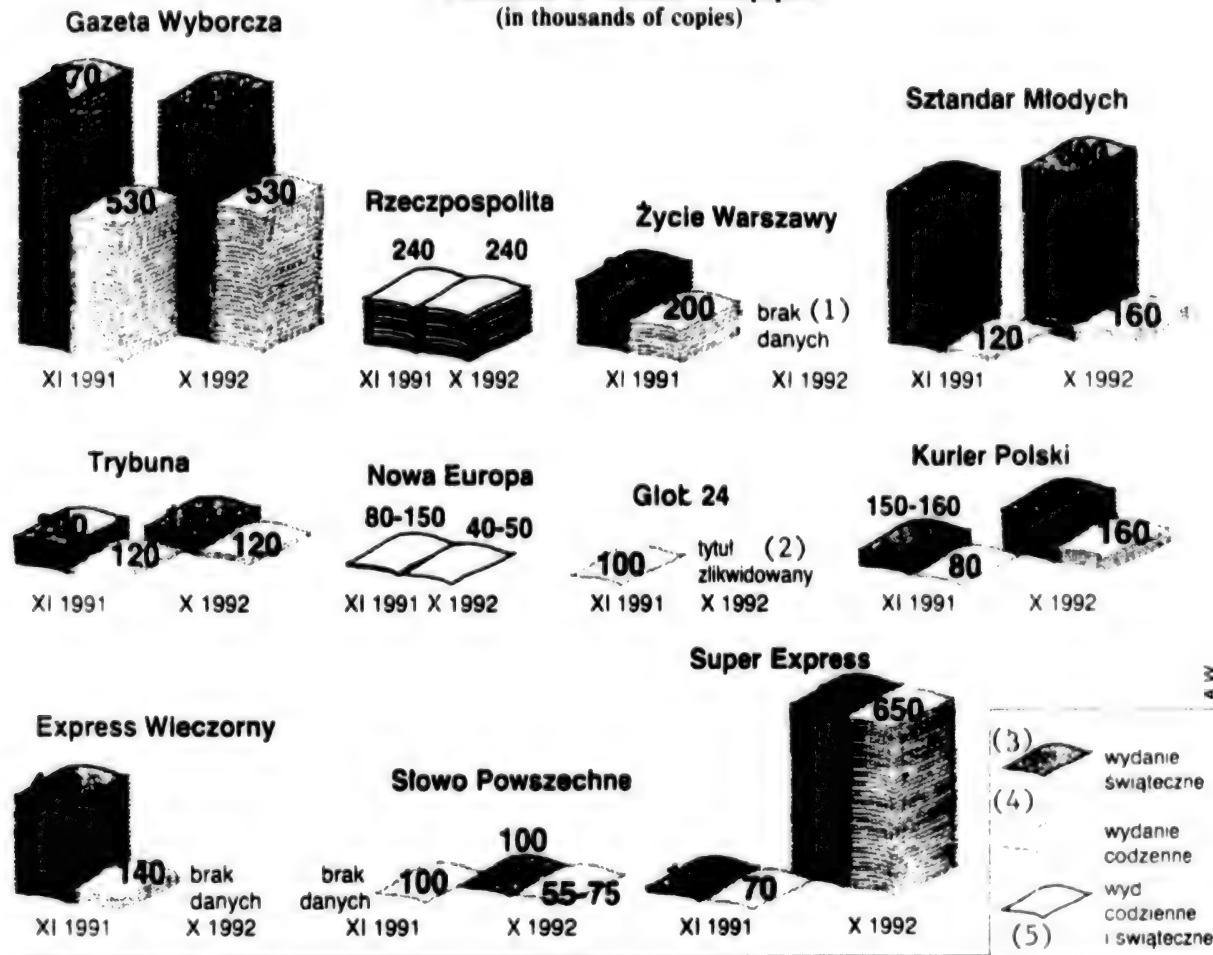 (in thousands of copies)
Gazeta Wyborcza
70
530
530
XI 1991
X 1992
Rzeczpospolita
240
240
XI 1991
X 1992
Życie Warszawy
200
brak (1)
danych
XI 1991
XI 1992
Sztandar Młodych
120
160
XI 1991
X 1992
Trybuna
120
120
XI 1991
X 1992
Nowa Europa
80-150
40-50
XI 1991
X 1992
24
100
tytuł (2)
zlikwidowany
XI 1991
X 1992
Kurier Polski
150-160
80
160
XI 1991
X 1992
Express Wieczorny
140
brak
danych
XI 1991
X 1992
Słowo Powszechne
brak
danych
100
100
55-75
XI 1991
X 1992
Super Express
70
650
XI 1991
X 1992
A.W.
(3)
wydanie
świąteczne
(4)
wydanie
codzenne
wyd
codzienne
(5) i swiąteczne